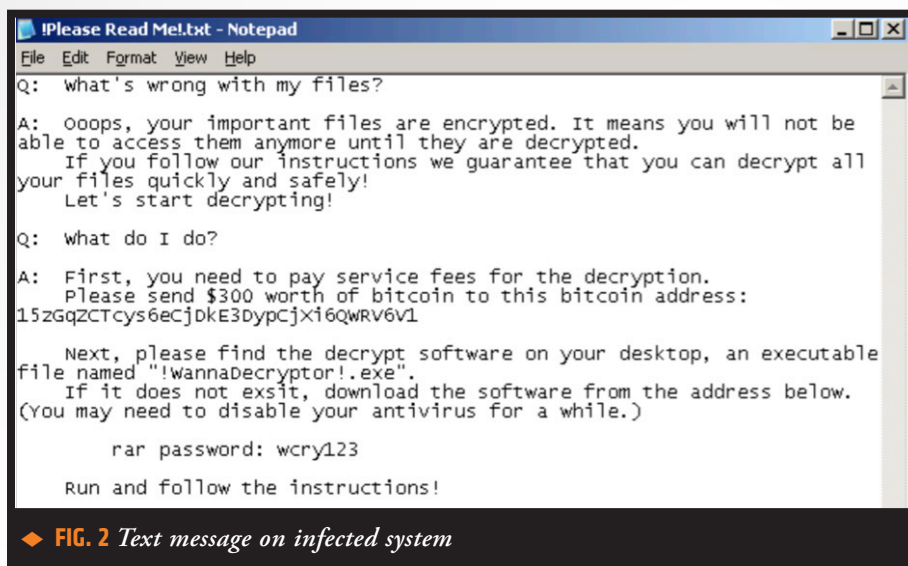 !Please Read Me!.txt - Notepad
File Edit Format View Help
Q: What's wrong with my files?
A: Ooops, your important files are encrypted. It means you will not be
able to access them anymore until they are decrypted.
If you follow our instructions we guarantee that you can decrypt all
your files quickly and safely!
Let's start decrypting!
Q: What do I do?
A: First, you need to pay service fees for the decryption.
Please send $300 worth of bitcoin to this bitcoin address:
15zGqZCTcys6eCjDkE3DypCjXi6QWRV6V1
Next, please find the decrypt software on your desktop, an executable
file named "!WannaDecryptor!.exe".
If it does not exsit, download the software from the address below.
(You may need to disable your antivirus for a while.)
rar password: wcry123
Run and follow the instructions!
◆ FIG. 2 Text message on infected system